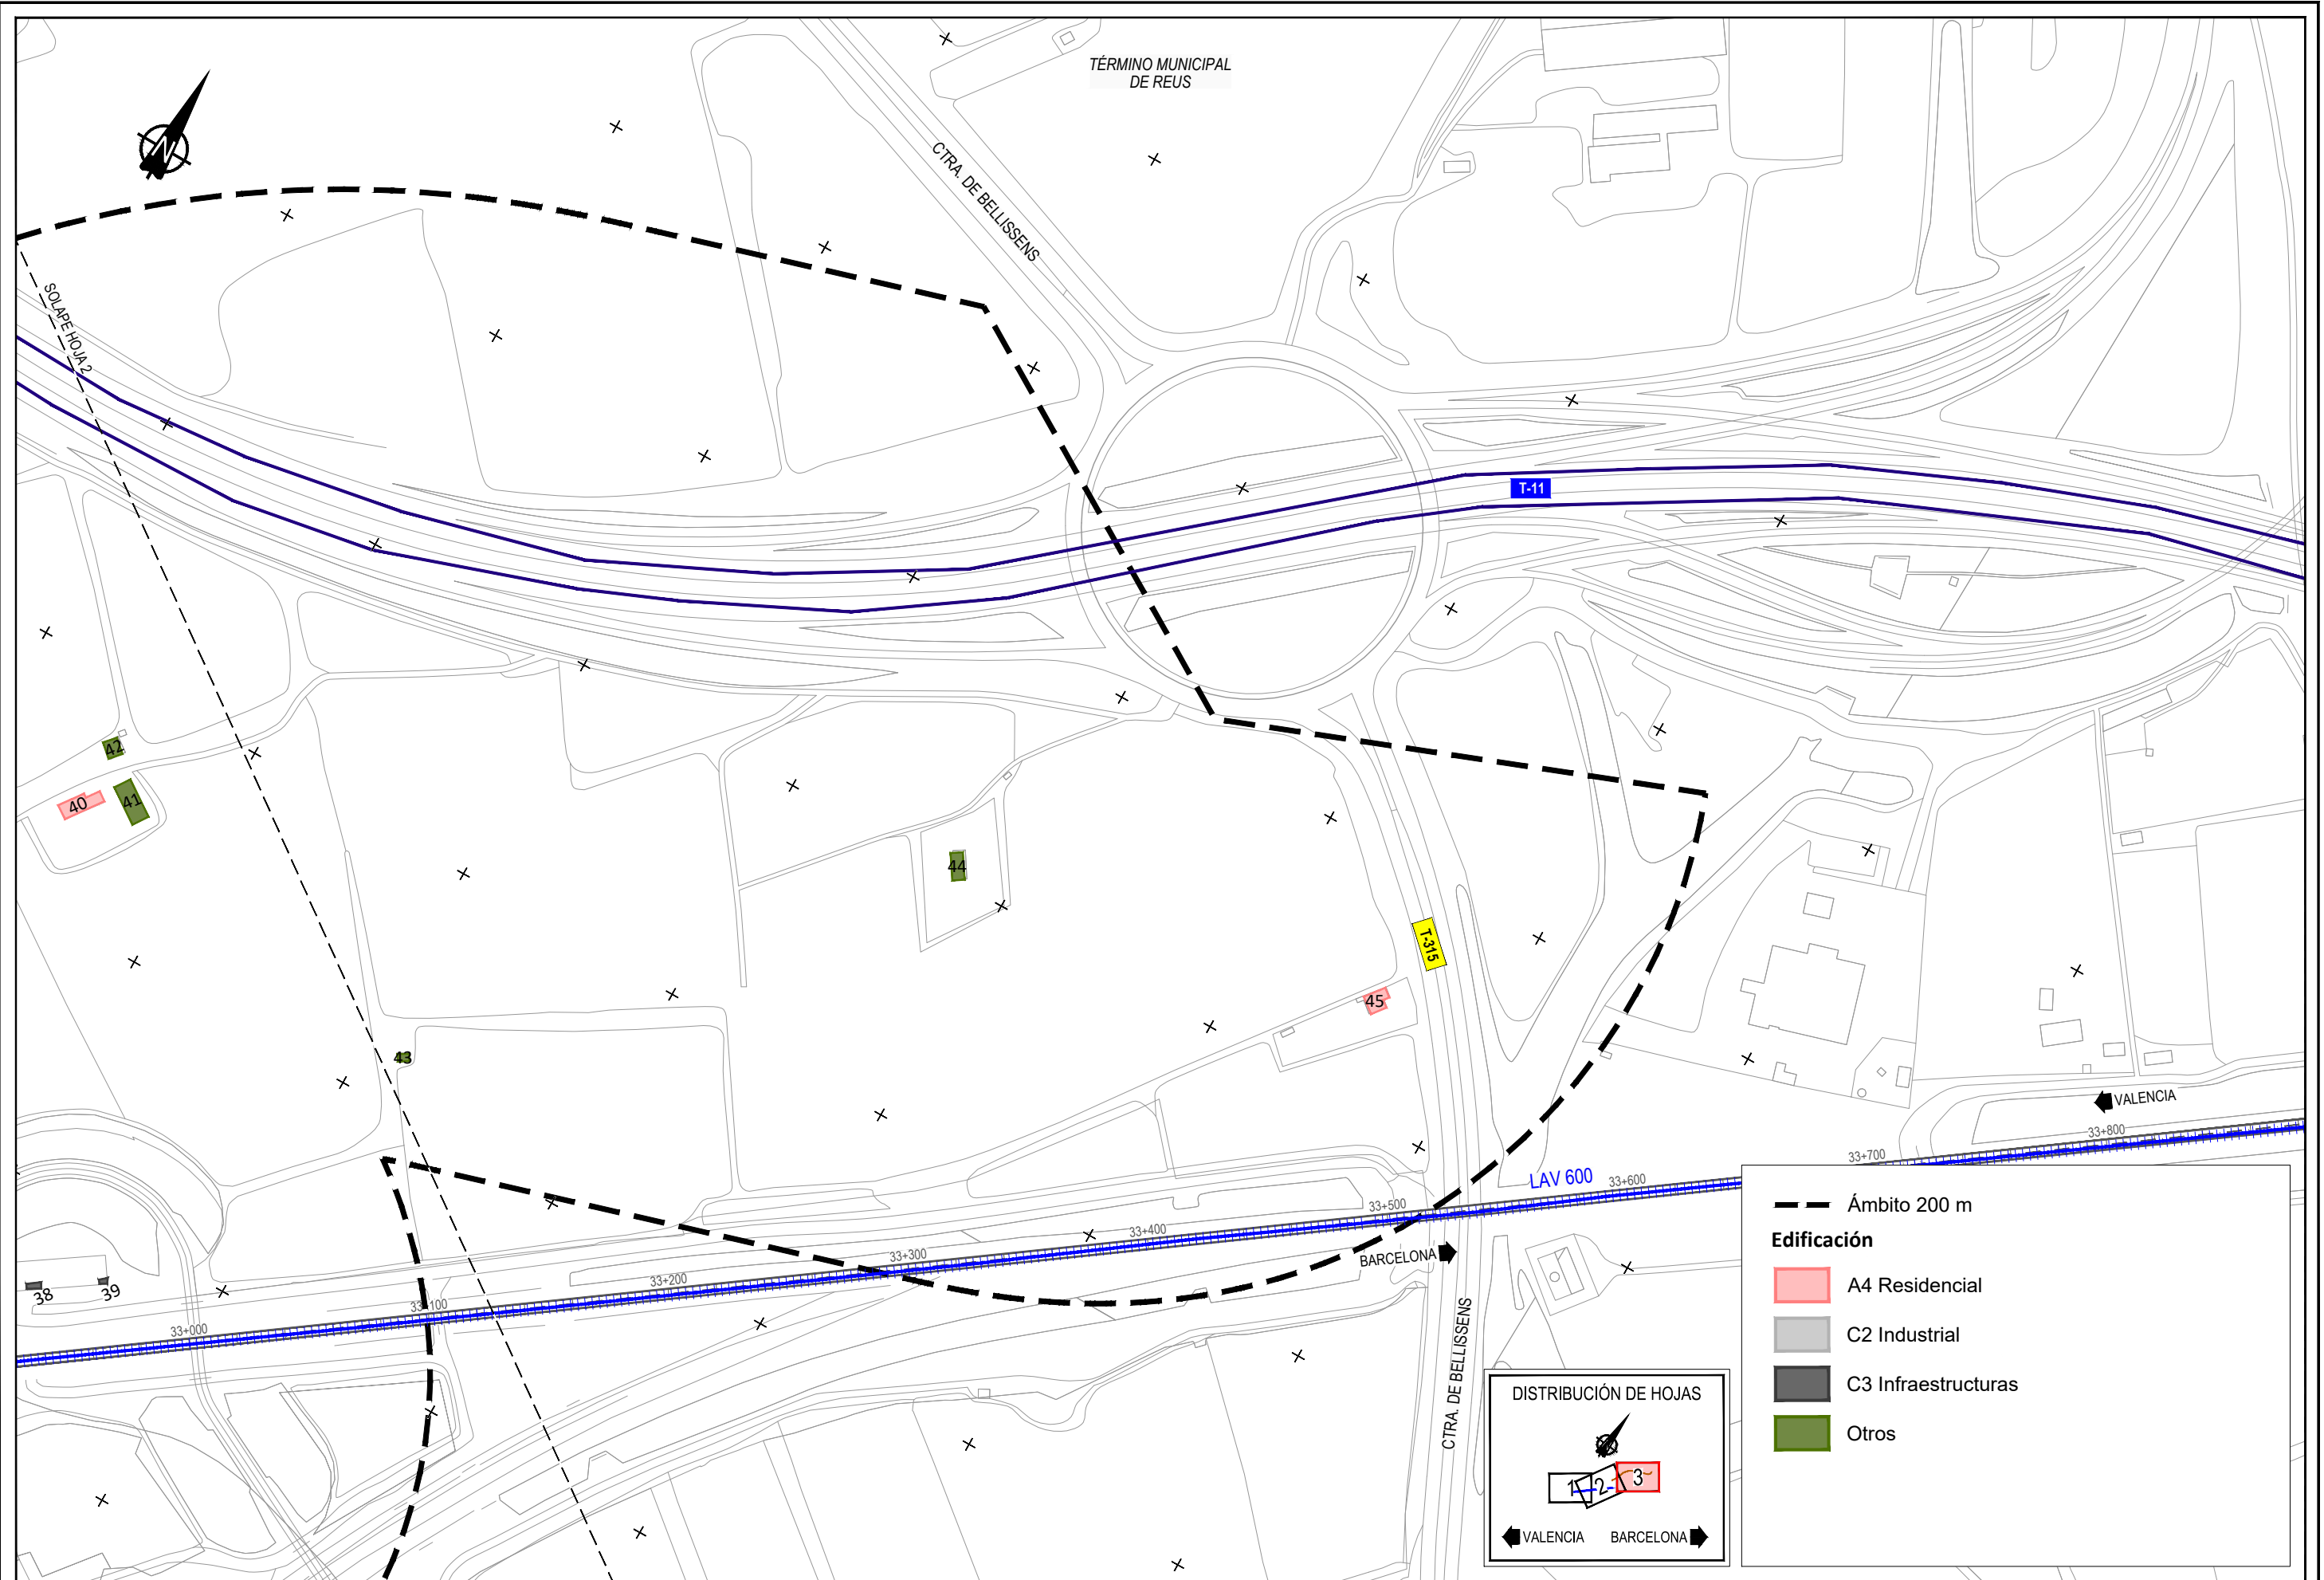 TÉRMINO MUNICIPAL
DE REUS
N
CTRA. DE BELLISSENS
SOLAPE HOJA 2
T-11
42
40
41
44
T-315
45
43
VALENCIA
33+800
33+700
LAV 600
33+600
33+500
33+400
BARCELONA
33+300
33+200
33+100
33+000
38
39
CTRA. DE BELLISSENS
Ámbito 200 m
Edificación
A4 Residencial
C2 Industrial
C3 Infraestructuras
Otros
DISTRIBUCIÓN DE HOJAS
1
2
3
VALENCIA
BARCELONA